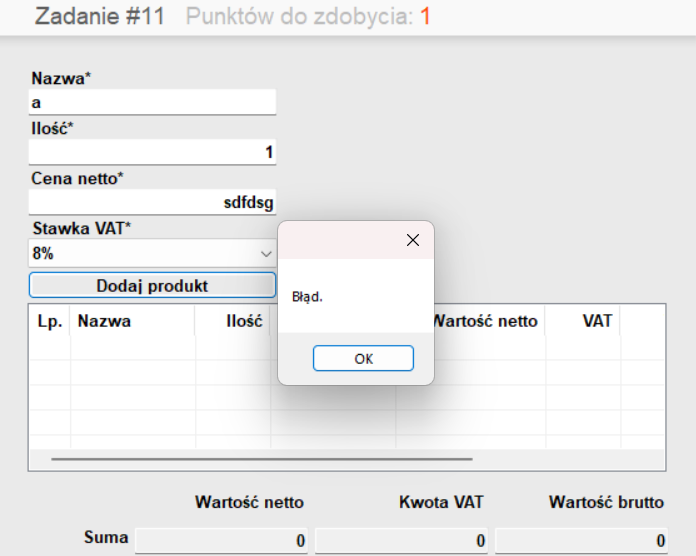 Zadanie #11 Punktów do zdobycia: 1
Nazwa*
a
Ilość*
1
Cena netto*
sdfdsg
Stawka VAT*
8%
Dodaj produkt
Błąd.
OK
Lp. Nazwa Ilość Wartość netto VAT
Wartość netto Kwota VAT Wartość brutto
Suma 0 0 0